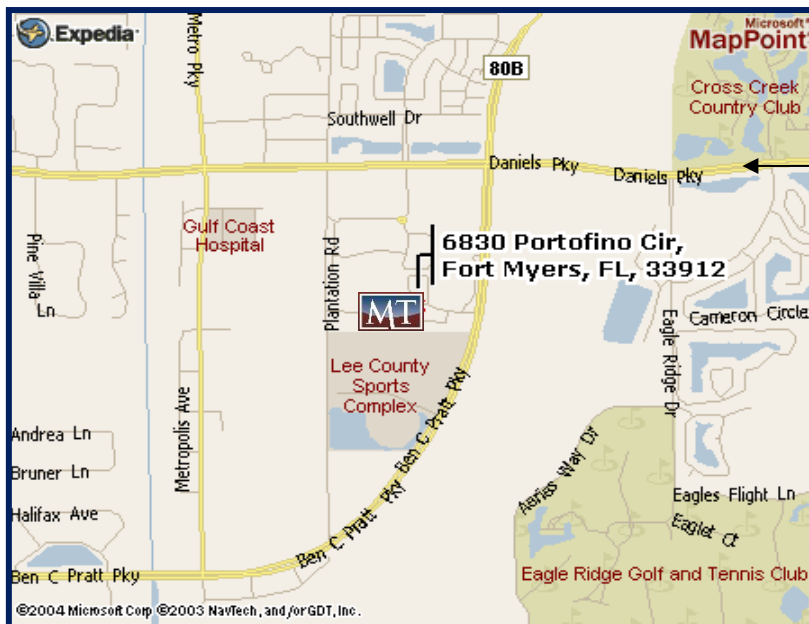 Expedia
Microsoft®
MapPoint
Metro Pky
80B
Cross Creek
Country Club
Southwell Dr
Daniels Pky
Daniels Pky
Pine Villa
Ln
Gulf Coast
Hospital
Plantation Rd
6830 Portofino Cir,
Fort Myers, FL, 33912
MT
Cameron Circle
Eagle Ridge Dr
Lee County
Sports
Complex
Metropolis Ave
Ben C Pratt Pky
Andrea Ln
Bruner Ln
Halifax Ave
Aeries Way Dr
Eagles Flight Ln
Eaglet Ct
Ben C Pratt Pky
Ben C Pratt Pky
Eagle Ridge Golf and Tennis Club
©2004 Microsoft Corp ©2003 NavTech, and/or GDT, Inc.